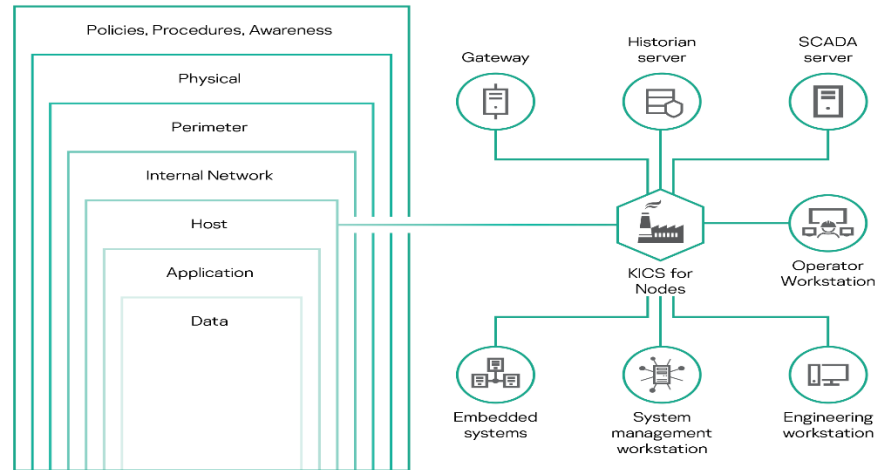 Policies, Procedures, Awareness
Physical
Perimeter
Internal Network
Host
Application
Data
Gateway
Historian
server
SCADA
server
KICS for
Nodes
Operator
Workstation
Embedded
systems
System
management
workstation
Engineering
workstation